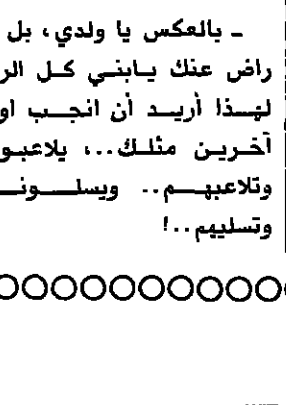 ـ بالعكس يا ولدي، بل
راض عنك يابني كل الر
لهذا أريد أن انجب او
آخرين مثلك..، يلاعبو
وتلاعبهم.. ويسلونـ
وتسليهم..!